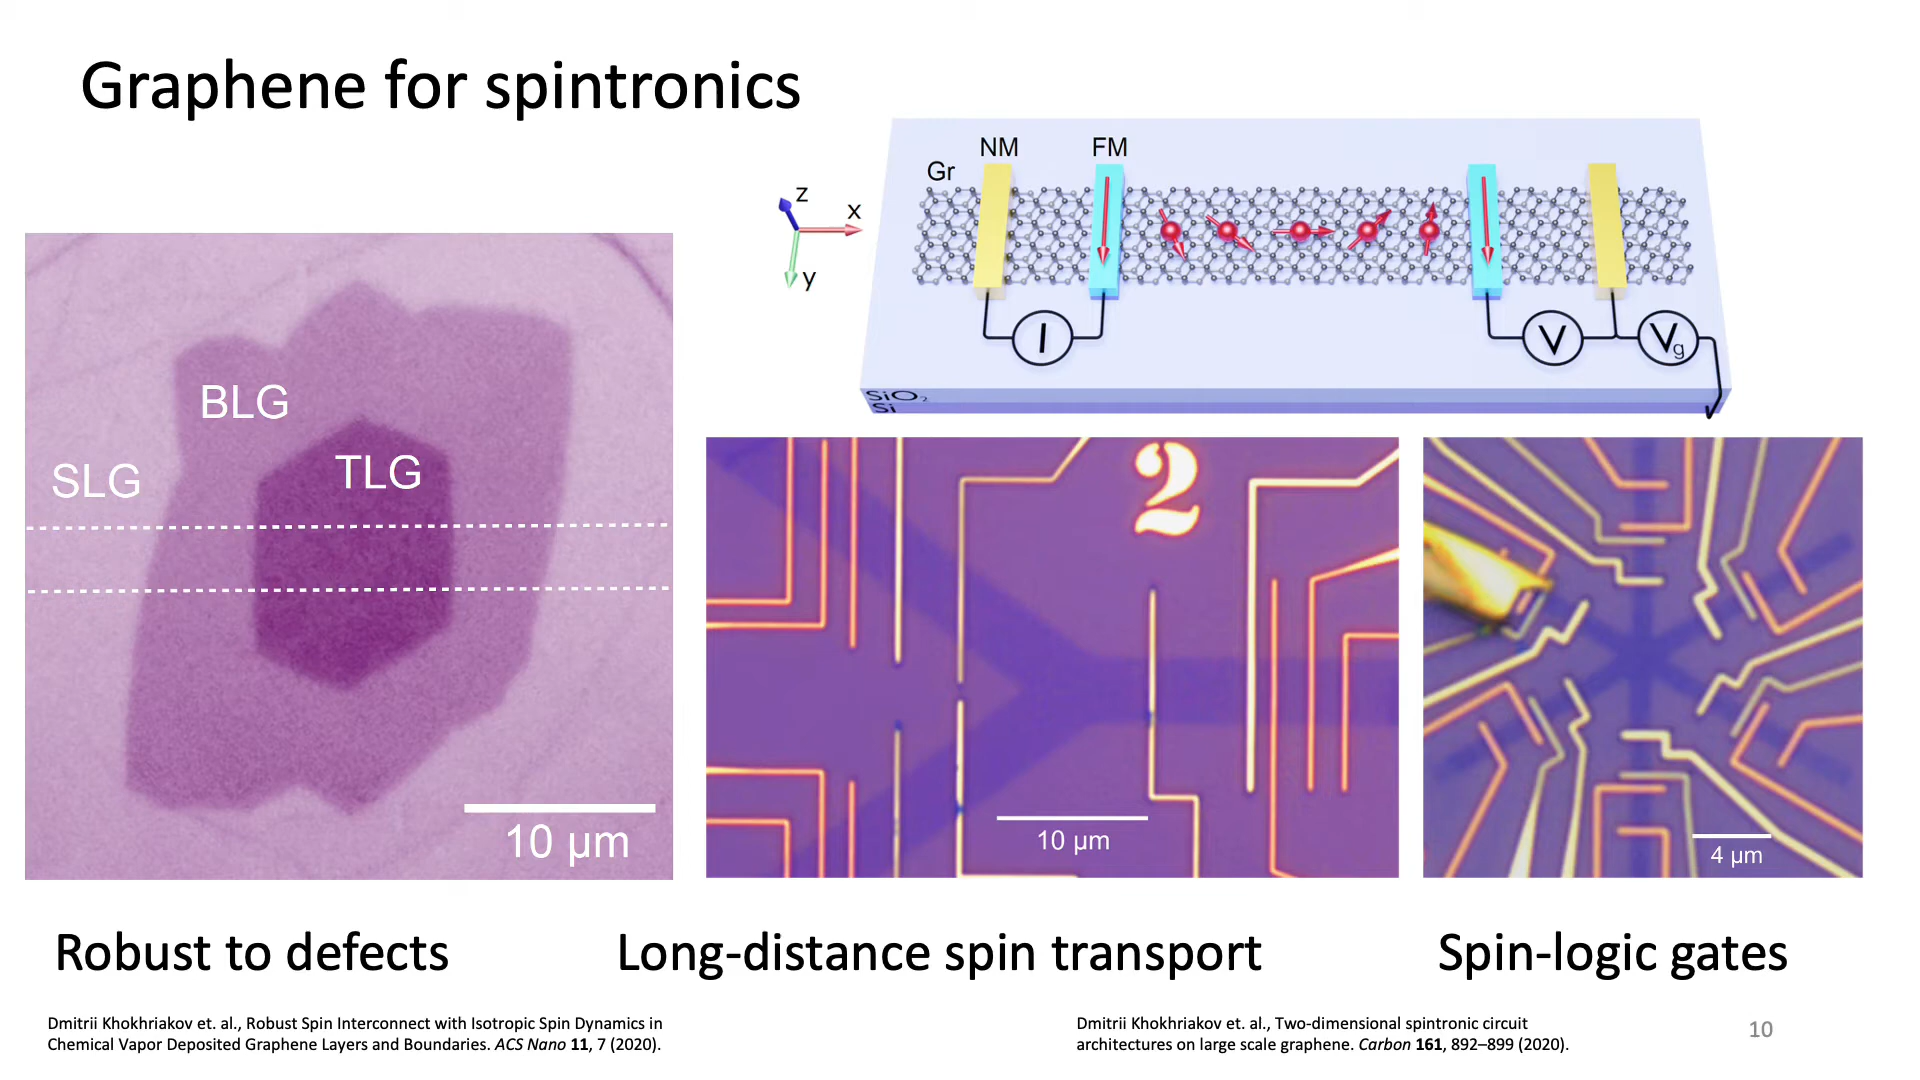 Graphene for spintronics
NM
FM
Gr
z
x
y
I
V
Vg
SiO₂
Si
BLG
SLG
TLG
10 µm
2
10 µm
4 µm
Robust to defects
Long-distance spin transport
Spin-logic gates
Dmitrii Khokhriakov et. al., Robust Spin Interconnect with Isotropic Spin Dynamics in
Chemical Vapor Deposited Graphene Layers and Boundaries. ACS Nano 11, 7 (2020).
Dmitrii Khokhriakov et. al., Two-dimensional spintronic circuit
architectures on large scale graphene. Carbon 161, 892–899 (2020).
10